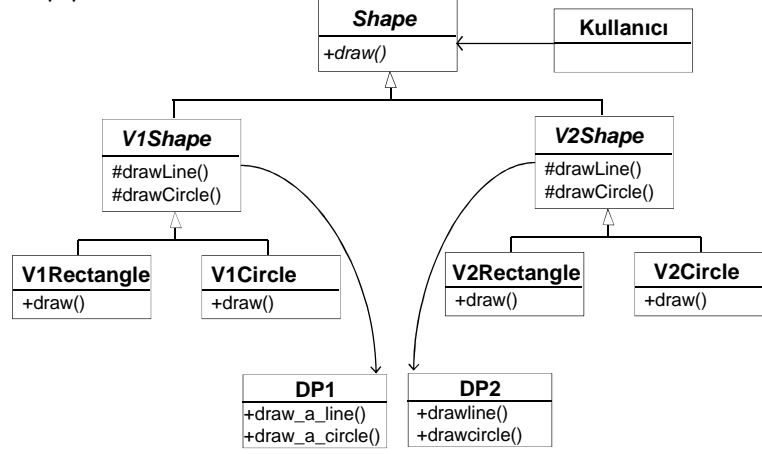 Shape
+draw()
Kullanıcı
V1Shape
#drawLine()
#drawCircle()
V2Shape
#drawLine()
#drawCircle()
V1Rectangle
+draw()
V1Circle
+draw()
V2Rectangle
+draw()
V2Circle
+draw()
DP1
+draw_a_line()
+draw_a_circle()
DP2
+drawline()
+drawcircle()